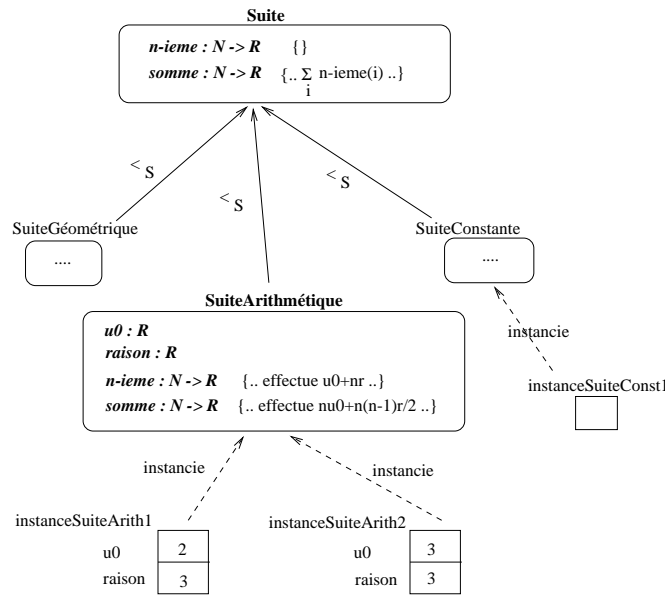 Suite
n-ieme : N -> R {}
somme : N -> R {.. Σ n-ieme(i) ..}
i
< S
< S
< S
SuiteGéométrique
....
SuiteConstante
....
SuiteArithmétique
u0 : R
raison : R
n-ieme : N -> R {.. effectue u0+nr ..}
somme : N -> R {.. effectue nu0+n(n-1)r/2 ..}
instancie
instanceSuiteConst1
instancie
instancie
instanceSuiteArith1
u0 2
raison 3
instanceSuiteArith2
u0 3
raison 3